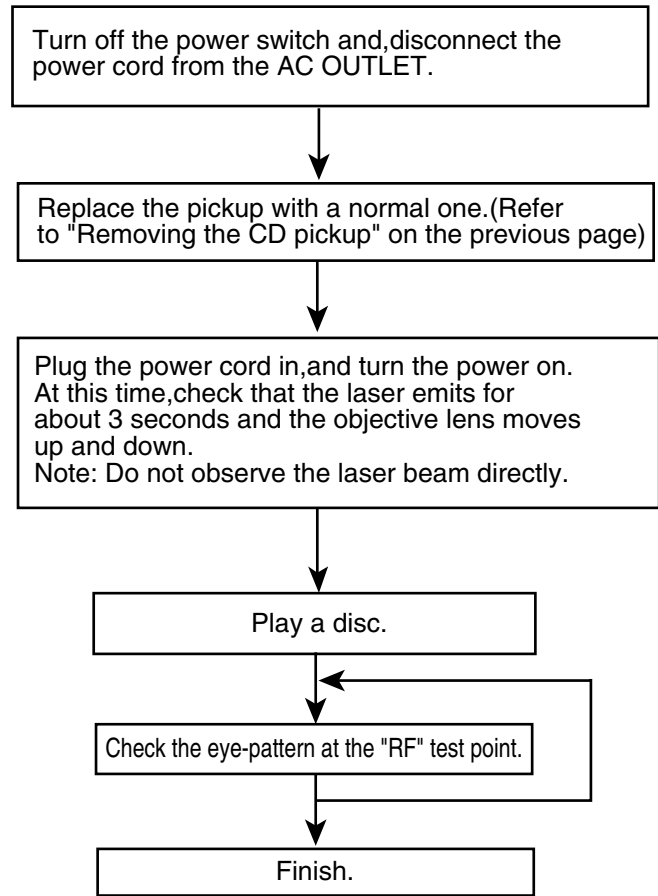 Turn off the power switch and,disconnect the
power cord from the AC OUTLET.
Replace the pickup with a normal one.(Refer
to "Removing the CD pickup" on the previous page)
Plug the power cord in,and turn the power on.
At this time,check that the laser emits for
about 3 seconds and the objective lens moves
up and down.
Note: Do not observe the laser beam directly.
Play a disc.
Check the eye-pattern at the "RF" test point.
Finish.